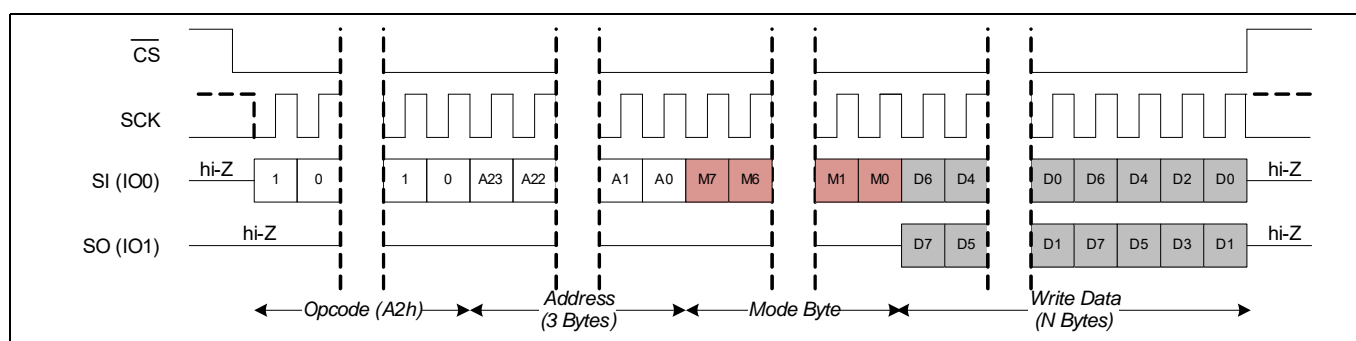 CS
SCK
hi-Z
SI (IO0) 1 0 1 0 A23 A22 A1 A0 M7 M6 M1 M0 D6 D4 D0 D6 D4 D2 D0 hi-Z
hi-Z
SO (IO1) D7 D5 D1 D7 D5 D3 D1 hi-Z
Opcode (A2h) Address Mode Byte Write Data
(3 Bytes) (N Bytes)